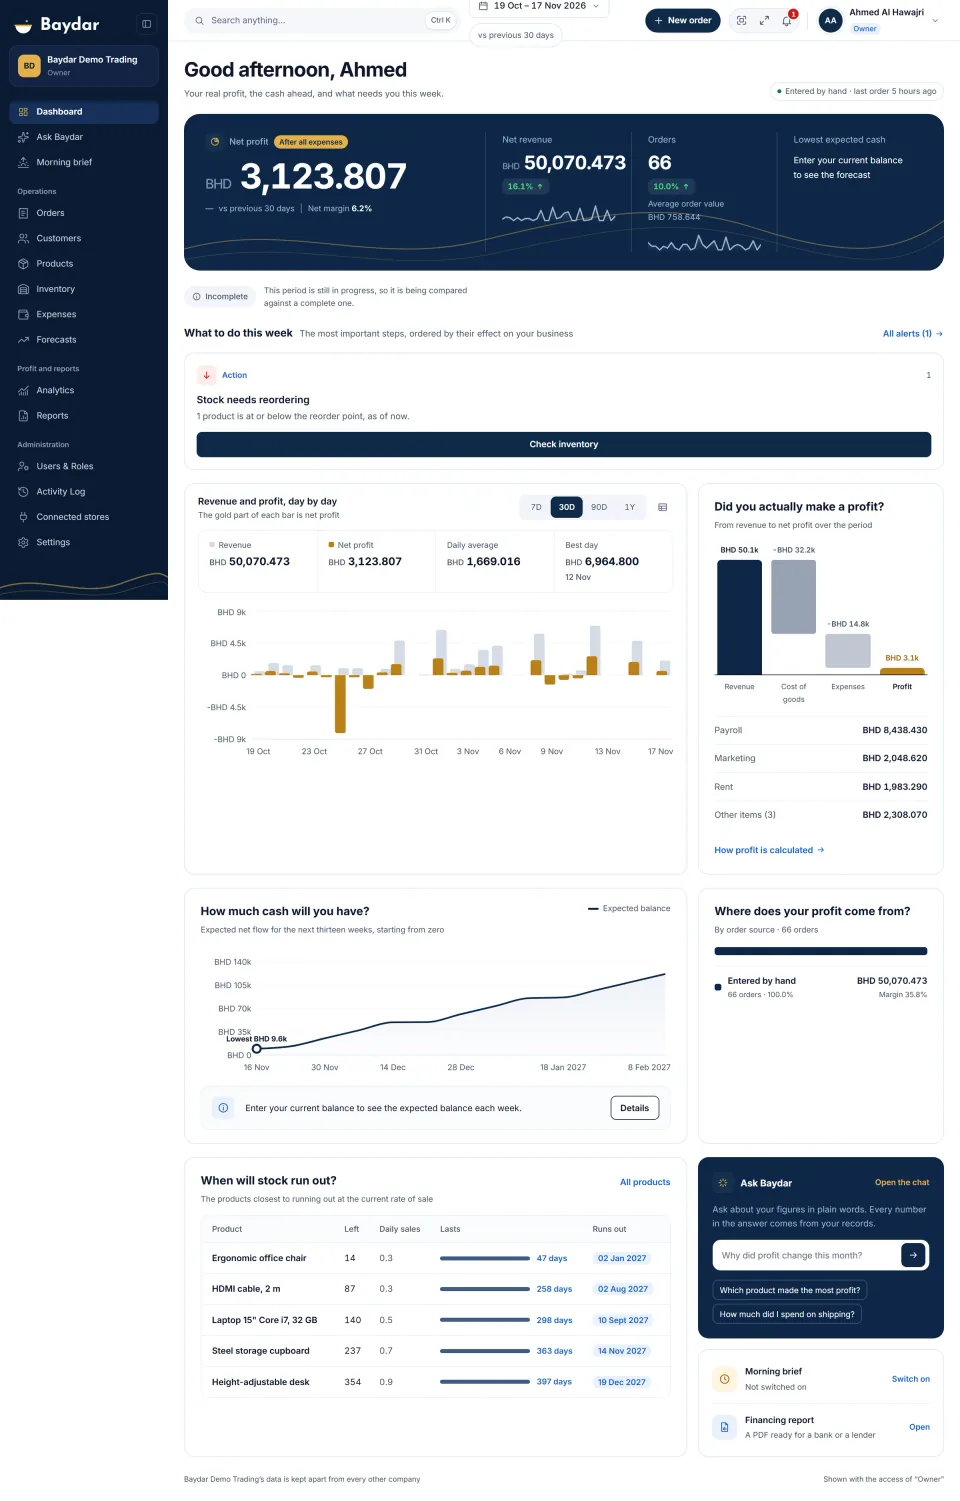 Baydar
BD
Baydar Demo Trading
Owner
Dashboard
Ask Baydar
Morning brief
Operations
Orders
Customers
Products
Inventory
Expenses
Forecasts
Profit and reports
Analytics
Reports
Administration
Users & Roles
Activity Log
Connected stores
Settings
Search anything...
Ctrl K
19 Oct – 17 Nov 2026
vs previous 30 days
+ New order
1
AA
Ahmed Al Hawajri
Owner
Good afternoon, Ahmed
Your real profit, the cash ahead, and what needs you this week.
Entered by hand · last order 5 hours ago
Net profit
After all expenses
BHD 3,123.807
— vs previous 30 days | Net margin 6.2%
Net revenue
BHD 50,070.473
16.1% ↑
Orders
66
10.0% ↑
Average order value
BHD 758.644
Lowest expected cash
Enter your current balance
to see the forecast
Incomplete
This period is still in progress, so it is being compared
against a complete one.
What to do this week
The most important steps, ordered by their effect on your business
All alerts (1) →
Action
1
Stock needs reordering
1 product is at or below the reorder point, as of now.
Check inventory
Revenue and profit, day by day
The gold part of each bar is net profit
7D
30D
90D
1Y
Revenue
BHD 50,070.473
Net profit
BHD 3,123.807
Daily average
BHD 1,669.016
Best day
BHD 6,964.800
12 Nov
BHD 9k
BHD 4.5k
BHD 0
-BHD 4.5k
-BHD 9k
19 Oct
23 Oct
27 Oct
31 Oct
3 Nov
6 Nov
9 Nov
13 Nov
17 Nov
Did you actually make a profit?
From revenue to net profit over the period
BHD 50.1k
-BHD 32.2k
-BHD 14.8k
BHD 3.1k
Revenue
Cost of
goods
Expenses
Profit
Payroll
BHD 8,438.430
Marketing
BHD 2,048.620
Rent
BHD 1,983.290
Other items (3)
BHD 2,308.070
How profit is calculated →
How much cash will you have?
Expected balance
Expected net flow for the next thirteen weeks, starting from zero
BHD 140k
BHD 105k
BHD 70k
BHD 35k
Lowest BHD 9.6k
BHD 0
16 Nov
30 Nov
14 Dec
28 Dec
18 Jan 2027
8 Feb 2027
Enter your current balance to see the expected balance each week.
Details
Where does your profit come from?
By order source · 66 orders
Entered by hand
BHD 50,070.473
66 orders · 100.0%
Margin 35.8%
When will stock run out?
All products
The products closest to running out at the current rate of sale
Product
Left
Daily sales
Lasts
Runs out
Ergonomic office chair
14
0.3
47 days
02 Jan 2027
HDMI cable, 2 m
87
0.3
258 days
02 Aug 2027
Laptop 15" Core i7, 32 GB
140
0.5
298 days
10 Sept 2027
Steel storage cupboard
237
0.7
363 days
14 Nov 2027
Height-adjustable desk
354
0.9
397 days
19 Dec 2027
Ask Baydar
Open the chat
Ask about your figures in plain words. Every number
in the answer comes from your records.
Why did profit change this month?
Which product made the most profit?
How much did I spend on shipping?
Morning brief
Not switched on
Switch on
Financing report
A PDF ready for a bank or a lender
Open
Baydar Demo Trading's data is kept apart from every other company
Shown with the access of "Owner"